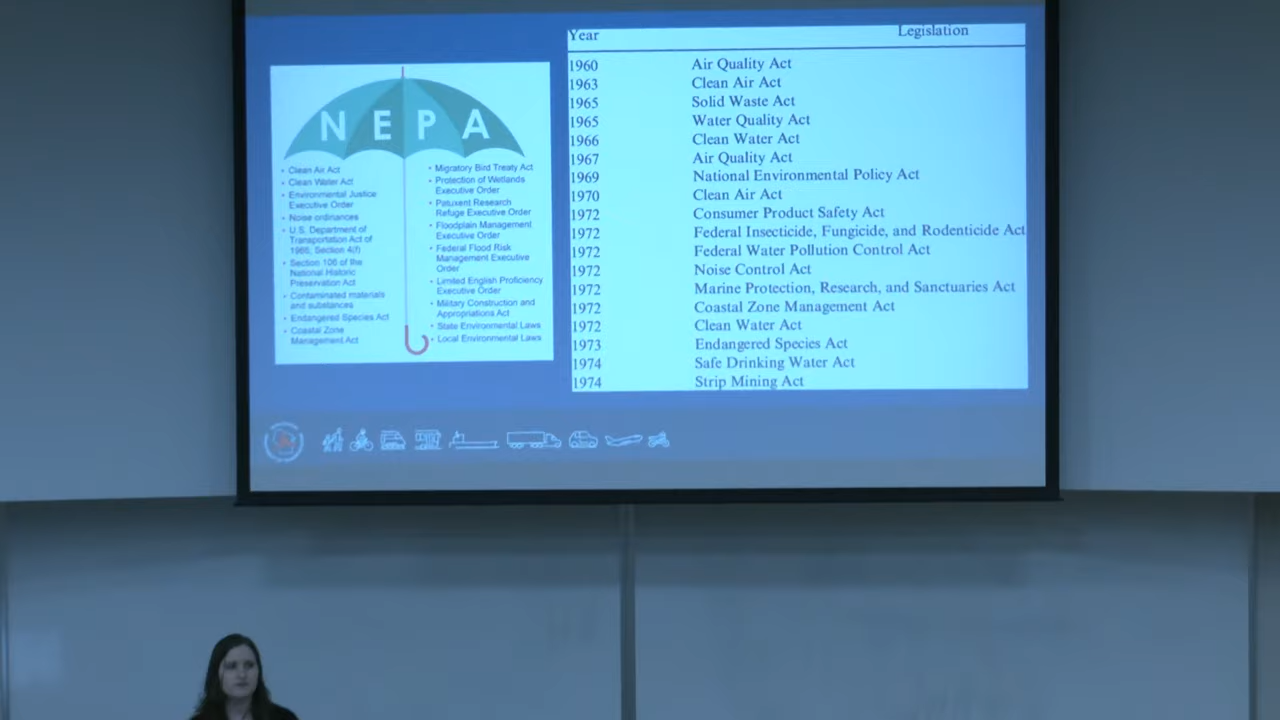 NEPA
• Clean Air Act
• Clean Water Act
• Environmental Justice
Executive Order
• Noise ordinances
• U.S. Department of
Transportation Act of
1966, Section 4(f)
• Section 106 of the
National Historic
Preservation Act
• Contaminated materials
and substances
• Endangered Species Act
• Coastal Zone
Management Act
• Migratory Bird Treaty Act
• Protection of Wetlands
Executive Order
• Patuxent Research
Refuge Executive Order
• Floodplain Management
Executive Order
• Federal Flood Risk
Management Executive
Order
• Limited English Proficiency
Executive Order
• Military Construction and
Appropriations Act
• State Environmental Laws
• Local Environmental Laws
Year Legislation
1960 Air Quality Act
1963 Clean Air Act
1965 Solid Waste Act
1965 Water Quality Act
1966 Clean Water Act
1967 Air Quality Act
1969 National Environmental Policy Act
1970 Clean Air Act
1972 Consumer Product Safety Act
1972 Federal Insecticide, Fungicide, and Rodenticide Act
1972 Federal Water Pollution Control Act
1972 Noise Control Act
1972 Marine Protection, Research, and Sanctuaries Act
1972 Coastal Zone Management Act
1972 Clean Water Act
1973 Endangered Species Act
1974 Safe Drinking Water Act
1974 Strip Mining Act